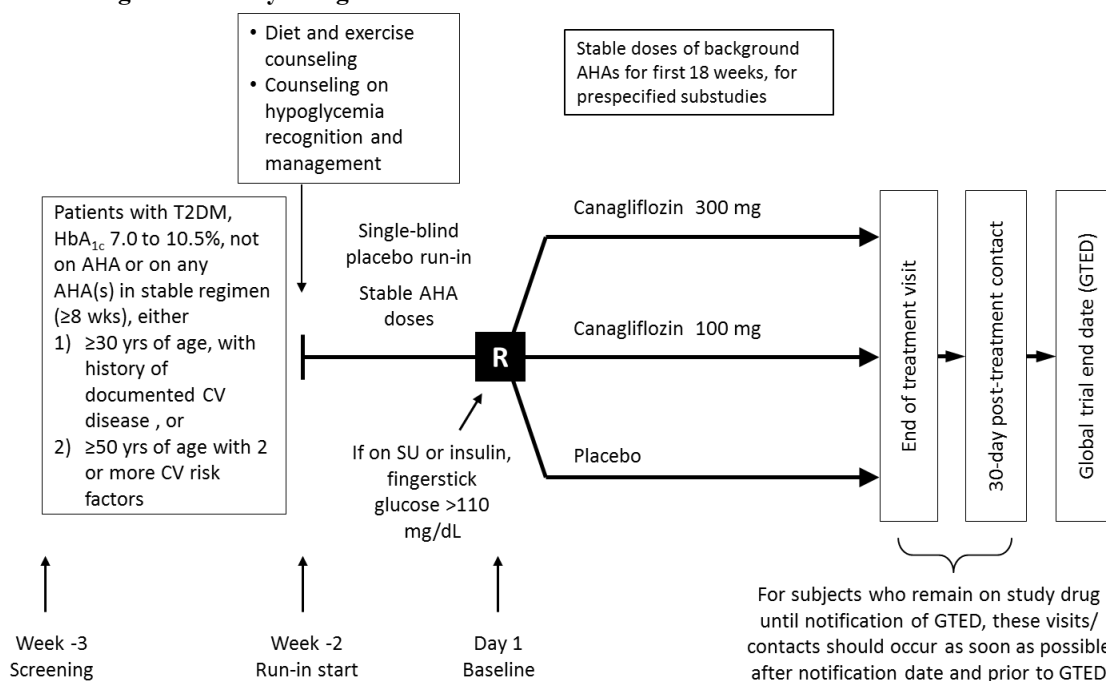 • Diet and exercise
counseling
• Counseling on
hypoglycemia
recognition and
management
Stable doses of background
AHAs for first 18 weeks, for
prespecified substudies
Patients with T2DM,
HbA1c 7.0 to 10.5%, not
on AHA or on any
AHA(s) in stable regimen
(≥8 wks), either
1) ≥30 yrs of age, with
history of
documented CV
disease , or
2) ≥50 yrs of age with 2
or more CV risk
factors
Single-blind
placebo run-in
Stable AHA
doses
R
If on SU or insulin,
fingerstick
glucose >110
mg/dL
Canagliflozin 300 mg
Canagliflozin 100 mg
Placebo
End of treatment visit
30-day post-treatment contact
Global trial end date (GTED)
Week -3
Screening
Week -2
Run-in start
Day 1
Baseline
For subjects who remain on study drug
until notification of GTED, these visits/
contacts should occur as soon as possible
after notification date and prior to GTED